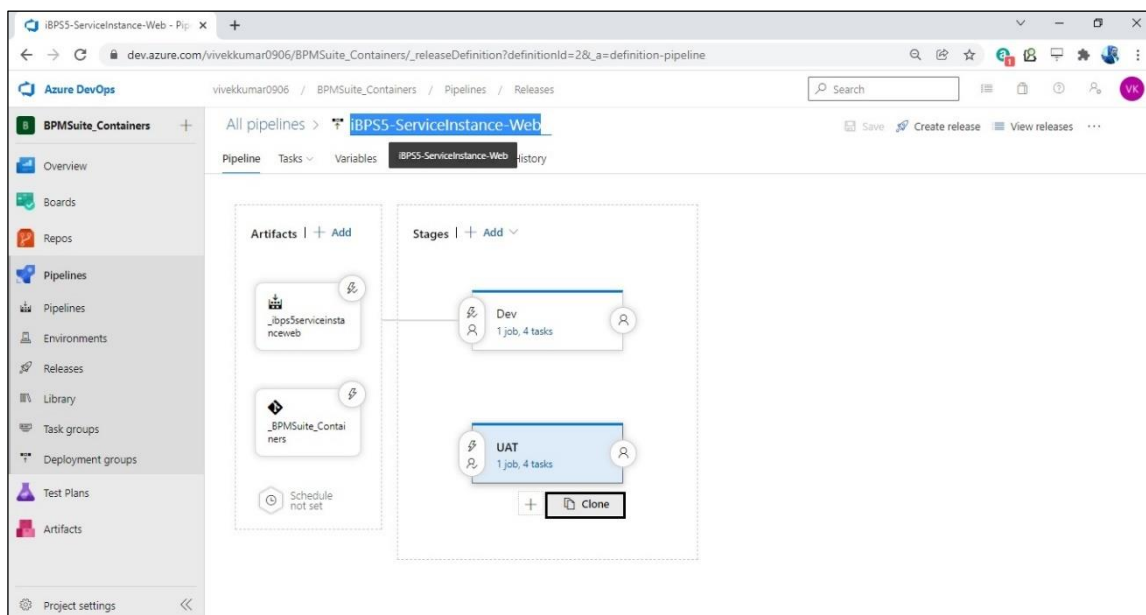 iBPS5-ServiceInstance-Web - Pip
dev.azure.com/vivekkumar0906/BPMSuite_Containers/_releaseDefinition?definitionId=2&_a=definition-pipeline
1
Azure DevOps
vivekkumar0906 / BPMSuite_Containers / Pipelines / Releases
Search
VK
B BPMSuite_Containers
All pipelines > iBPS5-ServiceInstance-Web
Save Create release View releases ...
Pipeline Tasks Variables iBPS5-ServiceInstance-Web History
Overview
Boards
Repos
Pipelines
Pipelines
Environments
Releases
Library
Task groups
Deployment groups
Test Plans
Artifacts
Project settings
Artifacts | + Add
_ibps5serviceinsta
nceweb
_BPMSuite_Contai
ners
Schedule
not set
Stages | + Add
Dev
1 job, 4 tasks
UAT
1 job, 4 tasks
Clone